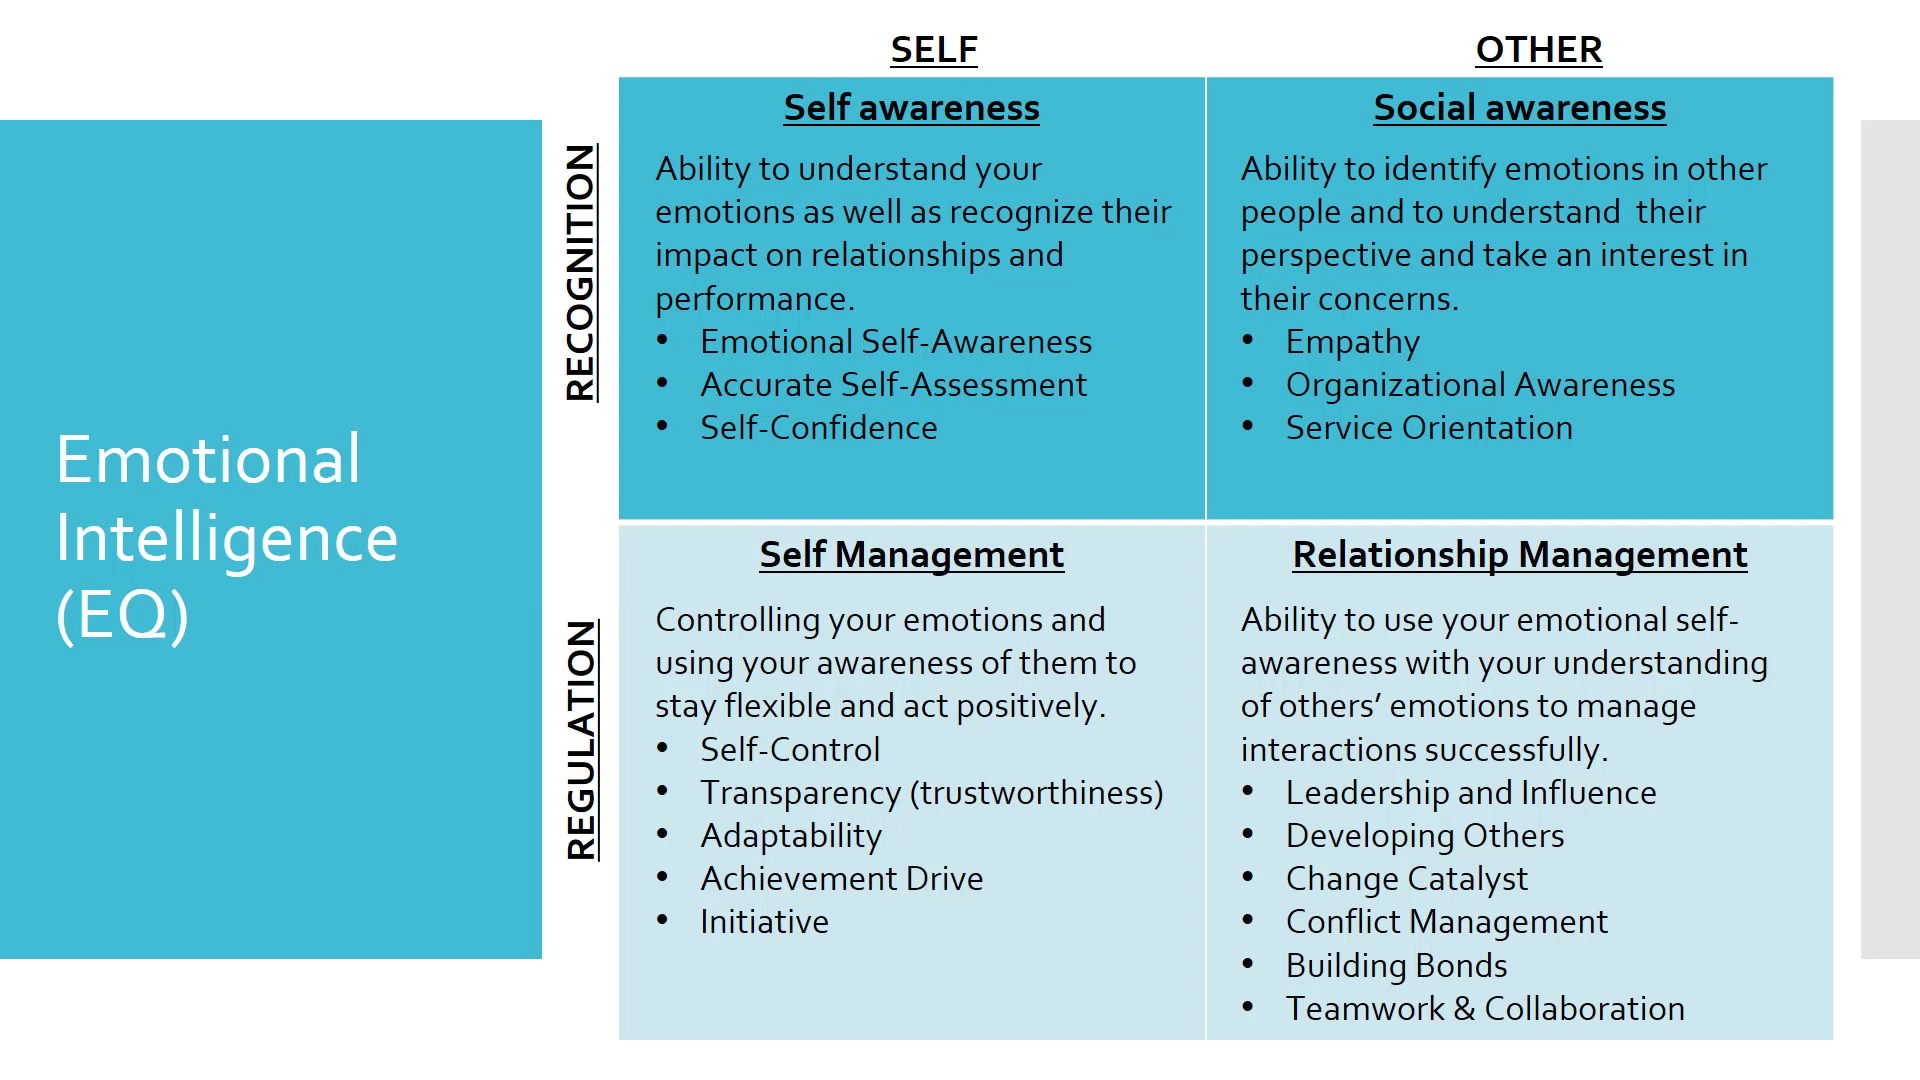 Emotional
Intelligence
(EQ)
SELF
OTHER
RECOGNITION
Self awareness
Ability to understand your
emotions as well as recognize their
impact on relationships and
performance.
• Emotional Self-Awareness
• Accurate Self-Assessment
• Self-Confidence
Social awareness
Ability to identify emotions in other
people and to understand  their
perspective and take an interest in
their concerns.
• Empathy
• Organizational Awareness
• Service Orientation
REGULATION
Self Management
Controlling your emotions and
using your awareness of them to
stay flexible and act positively.
• Self-Control
• Transparency (trustworthiness)
• Adaptability
• Achievement Drive
• Initiative
Relationship Management
Ability to use your emotional self-
awareness with your understanding
of others’ emotions to manage
interactions successfully.
• Leadership and Influence
• Developing Others
• Change Catalyst
• Conflict Management
• Building Bonds
• Teamwork & Collaboration